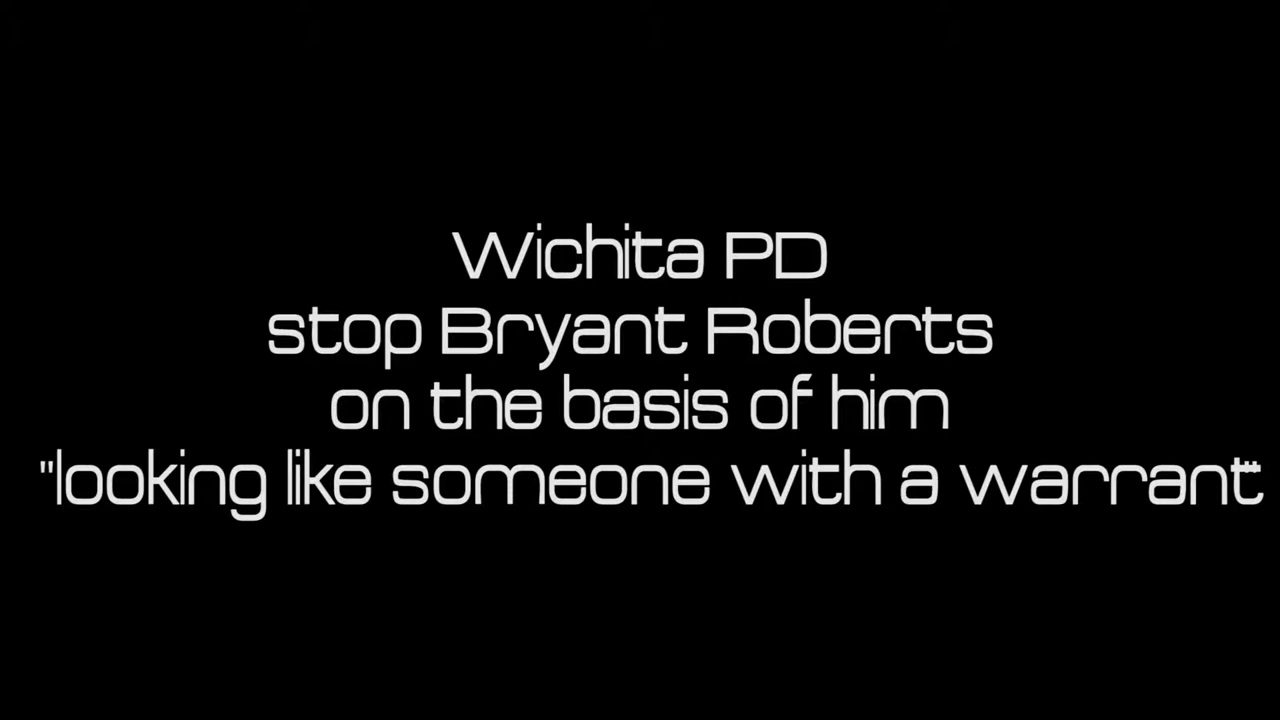 Wichita PD
stop Bryant Roberts
on the basis of him
"looking like someone with a warrant"